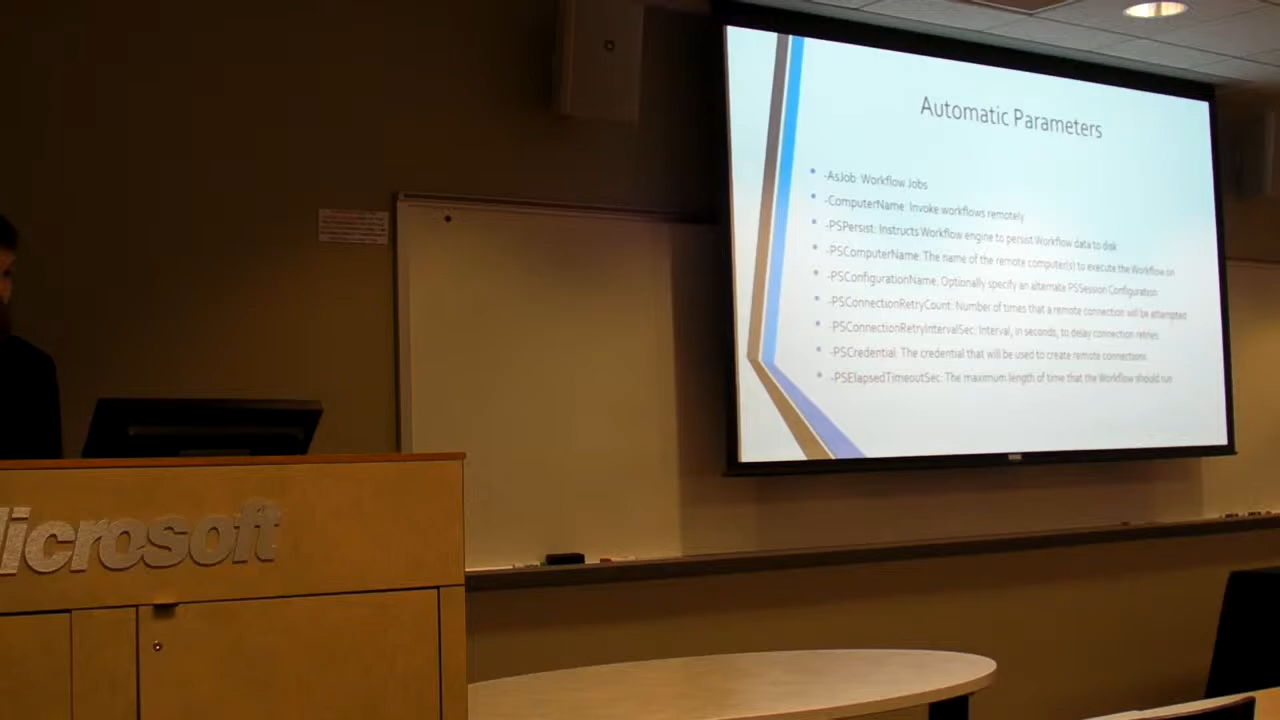 Automatic Parameters
-AsJob: Workflow Jobs
-ComputerName: Invoke workflows remotely
-PSPersist: Instructs Workflow engine to persist Workflow data to disk
-PSComputerName: The name of the remote computer(s) to execute the Workflow on
-PSConfigurationName: Optionally specify an alternate PSSession Configuration
-PSConnectionRetryCount: Number of times that a remote connection will be attempted
-PSConnectionRetryIntervalSec: Interval, in seconds, to delay connection retries
-PSCredential: The credential that will be used to create remote connections
-PSElapsedTimeoutSec: The maximum length of time that the Workflow should run
Microsoft